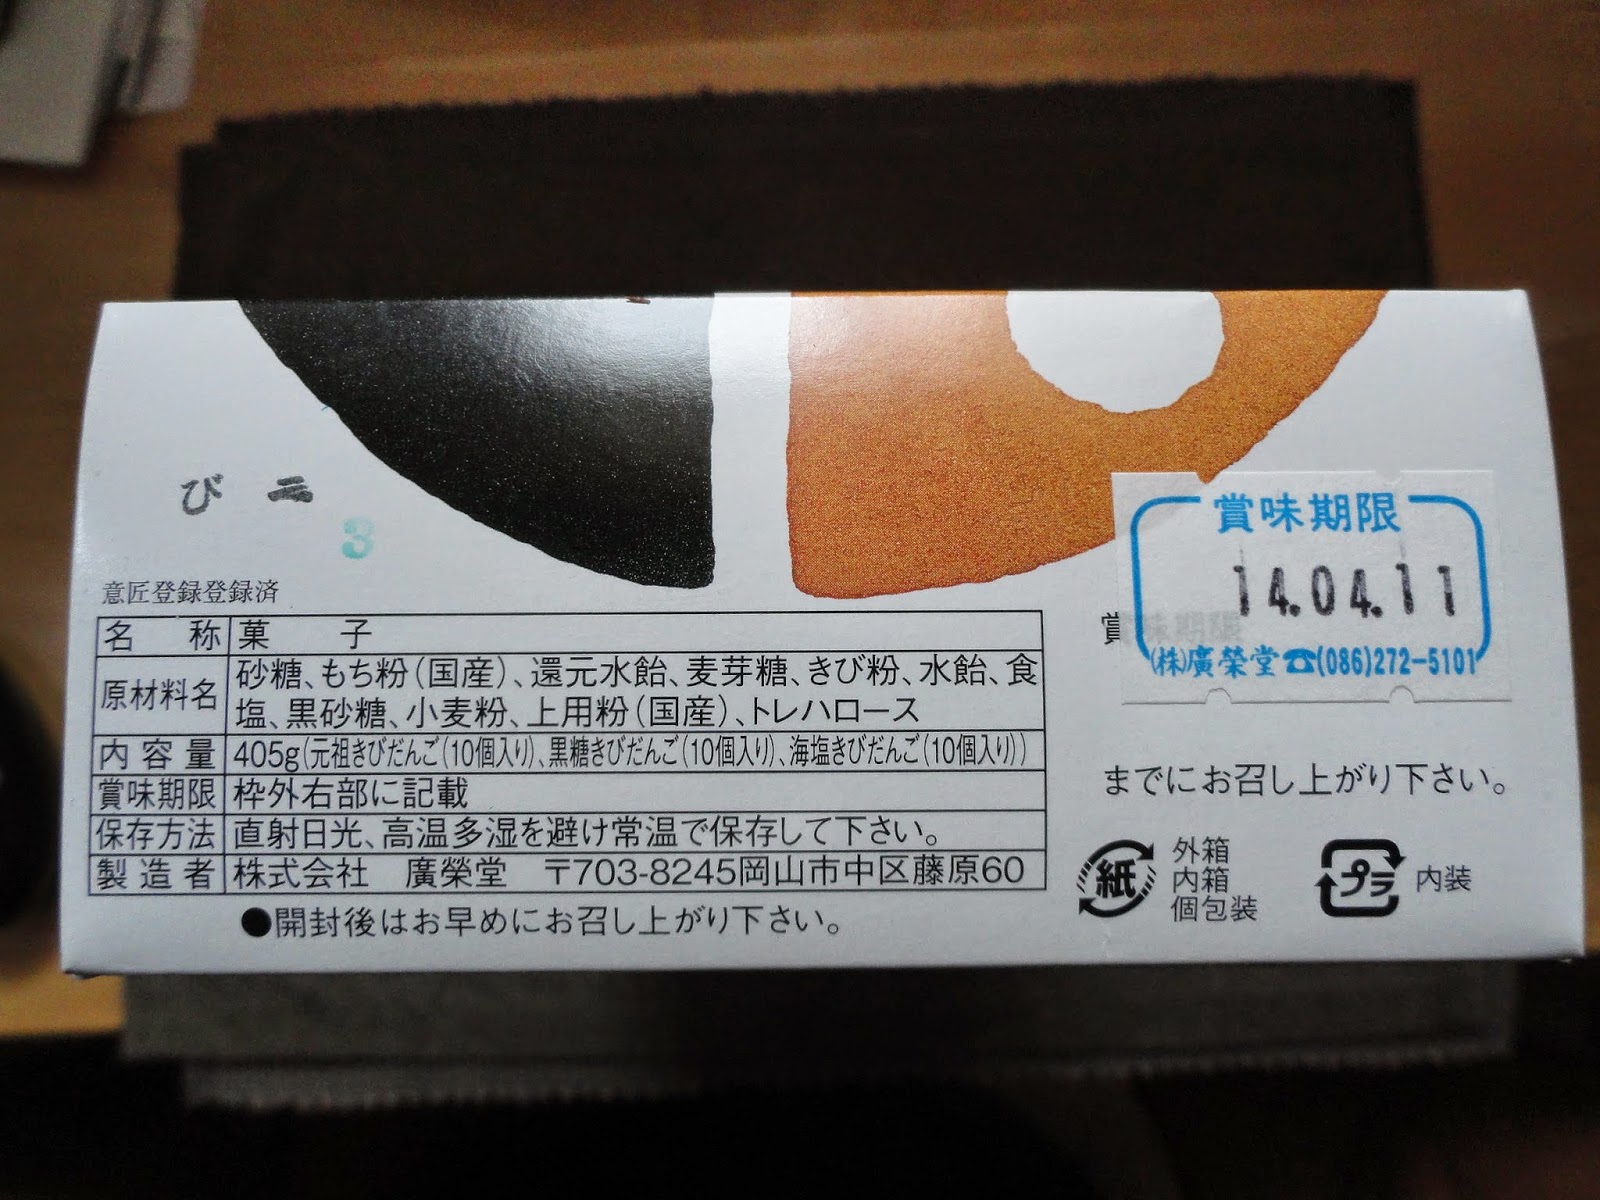 び 二
3
意匠登録登録済
名 称 菓 子
原材料名 砂糖、もち粉(国産)、還元水飴、麦芽糖、きび粉、水飴、食
塩、黒砂糖、小麦粉、上用粉(国産)、トレハロース
内容量 405g(元祖きびだんご(10個入り)、黒糖きびだんご(10個入り)、海塩きびだんご(10個入り))
賞味期限 枠外右部に記載
保存方法 直射日光、高温多湿を避け常温で保存して下さい。
製造者 株式会社 廣榮堂 〒703-8245岡山市中区藤原60
●開封後はお早めにお召し上がり下さい。
賞味期限
14.04.11
賞味期限
(株)廣榮堂☎(086)272-5101
までにお召し上がり下さい。
紙
外箱
内箱
個包装
プラ
内装